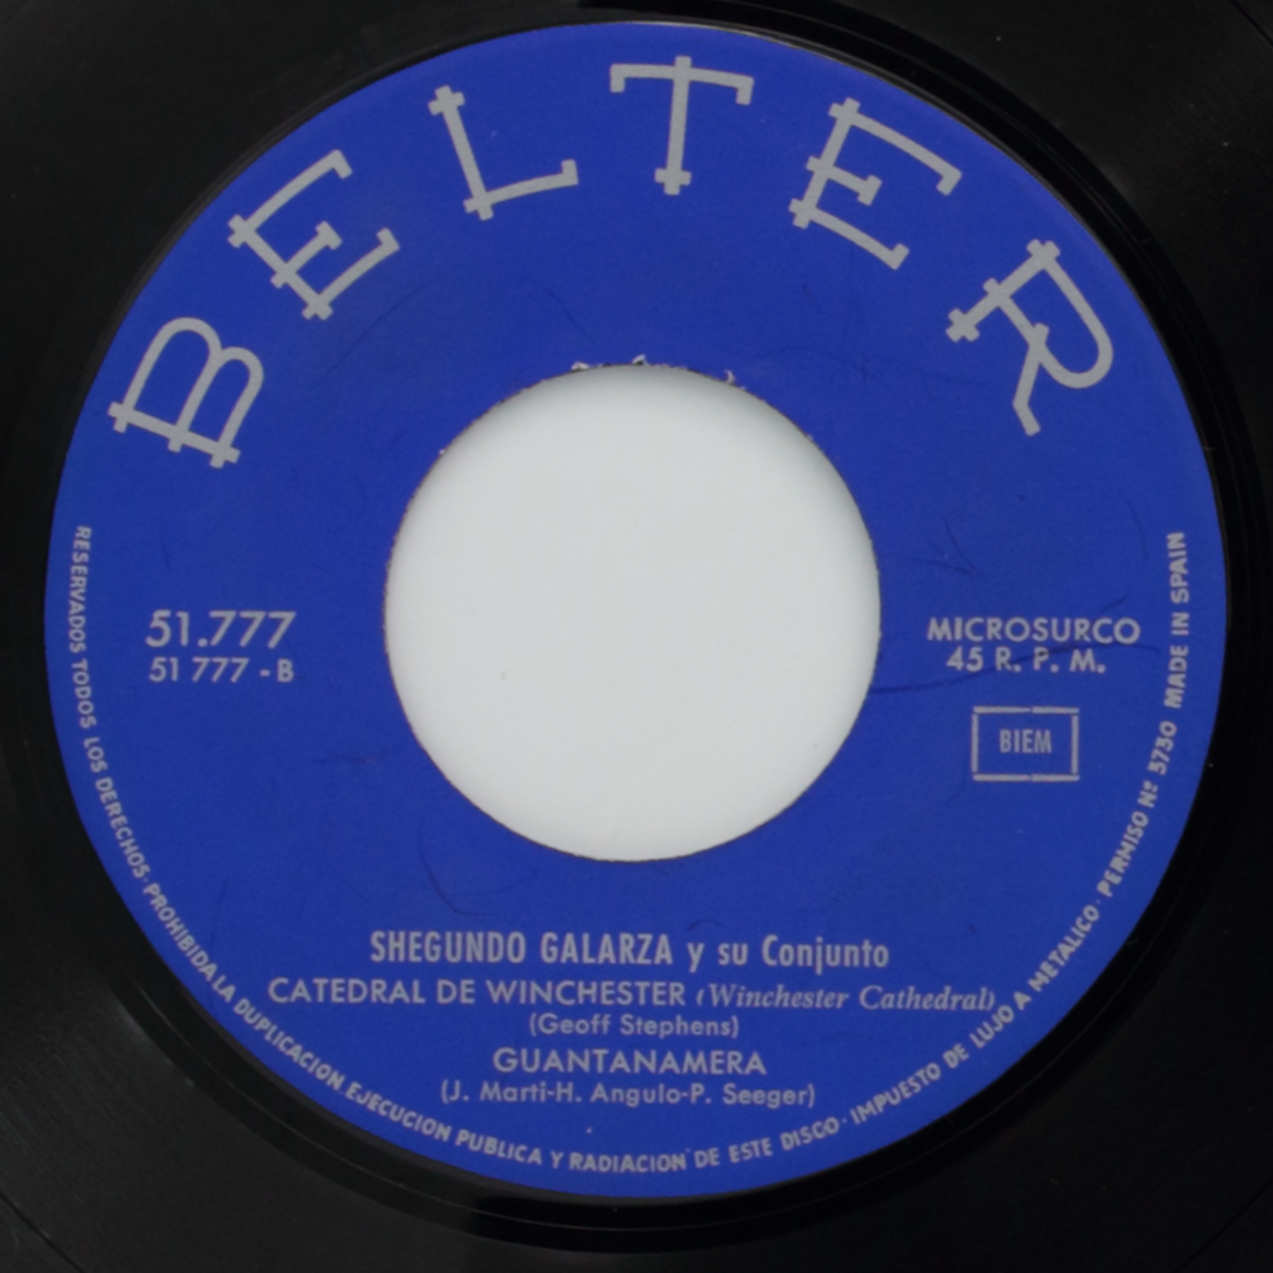 BELTER
51.777
51 777 - B
MICROSURCO
45 R. P. M.
BIEM
SHEGUNDO GALARZA y su Conjunto
CATEDRAL DE WINCHESTER (Winchester Cathedral)
(Geoff Stephens)
GUANTANAMERA
(J. Marti-H. Angulo-P. Seeger)
RESERVADOS TODOS LOS DERECHOS · PROHIBIDA LA DUPLICACION EJECUCION PUBLICA Y RADIACION DE ESTE DISCO · IMPUESTO DE LUJO A METALICO · PERMISO Nº 3730 MADE IN SPAIN